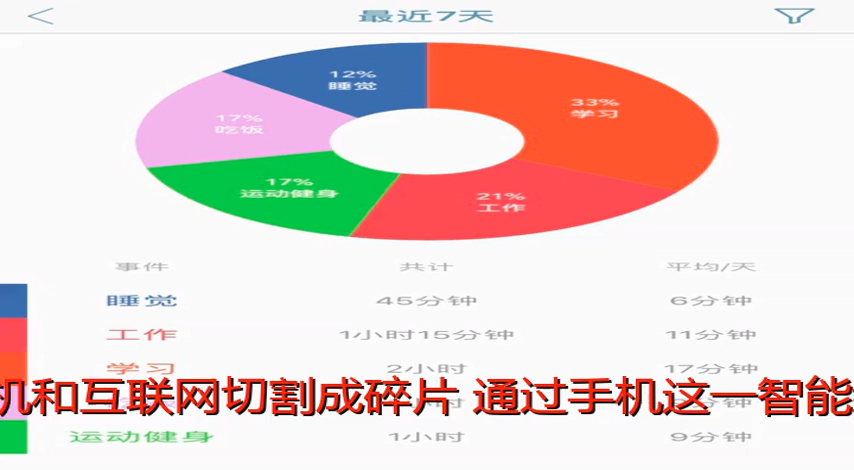 最近7天
12%
睡觉
33%
学习
17%
吃饭
17%
运动健身
21%
工作
事件 共计 平均/天
睡觉 45分钟 6分钟
工作 1小时15分钟 11分钟
学习 2小时 17分钟
机和互联网切割成碎片 通过手机这一智能
运动健身 1小时 9分钟